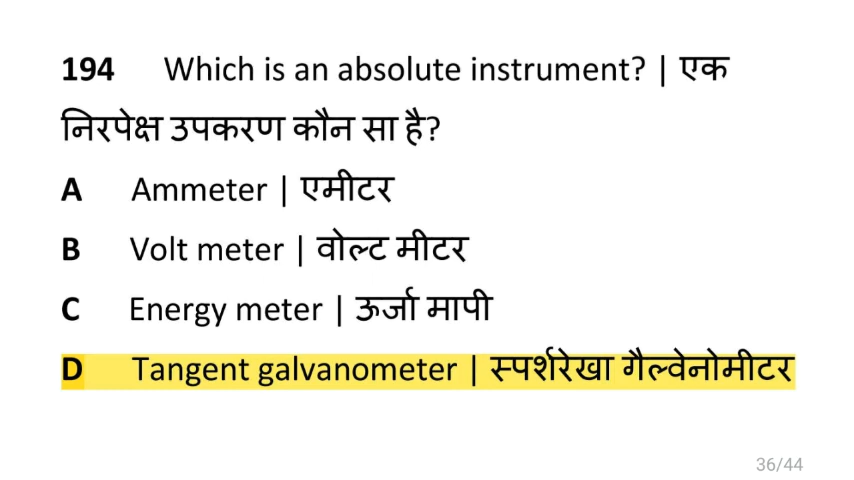 194 Which is an absolute instrument? | एक
निरपेक्ष उपकरण कौन सा है?
A Ammeter | एमीटर
B Volt meter | वोल्ट मीटर
C Energy meter | ऊर्जा मापी
D Tangent galvanometer | स्पर्शरेखा गैल्वेनोमीटर
36/44